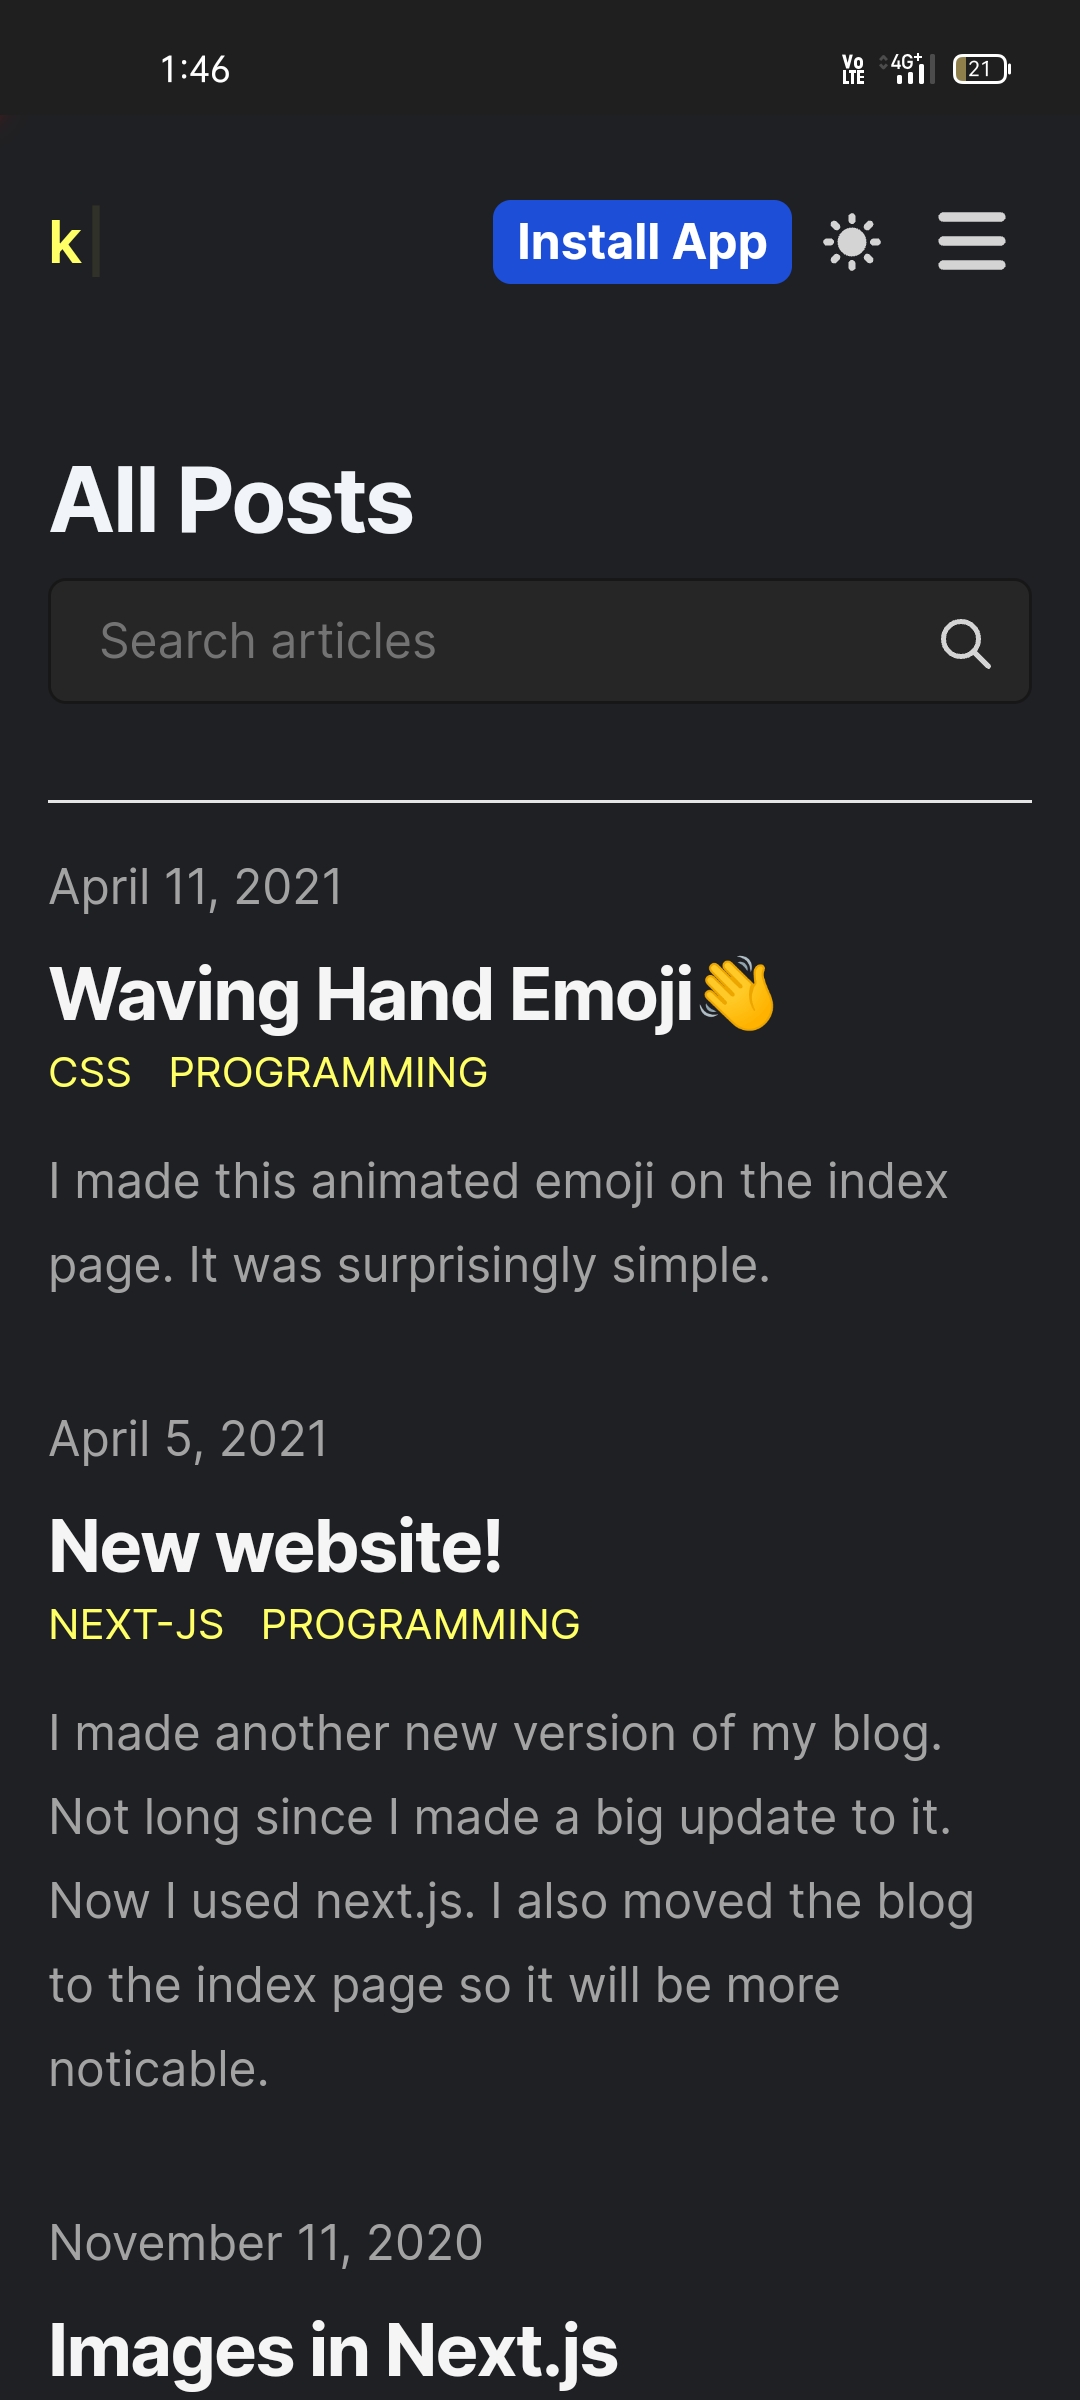 1:46 Vo LTE 4G+ 21
k Install App
All Posts
Search articles
April 11, 2021
Waving Hand Emoji👋
CSS PROGRAMMING
I made this animated emoji on the index
page. It was surprisingly simple.
April 5, 2021
New website!
NEXT-JS PROGRAMMING
I made another new version of my blog.
Not long since I made a big update to it.
Now I used next.js. I also moved the blog
to the index page so it will be more
noticable.
November 11, 2020
Images in Next.js